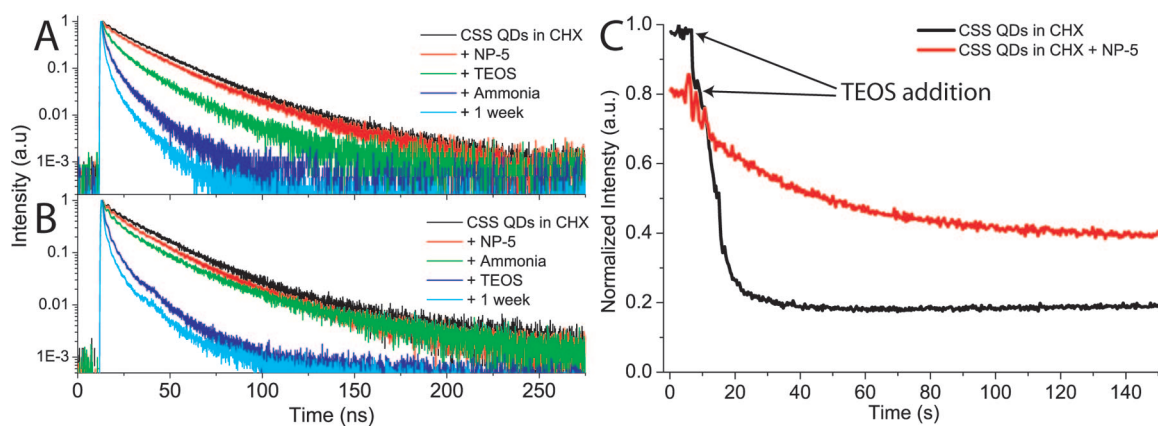 A
Intensity (a.u)
1
0.1
0.01
1E-3
CSS QDs in CHX
+ NP-5
+ TEOS
+ Ammonia
+ 1 week
B
1
0.1
0.01
1E-3
CSS QDs in CHX
+ NP-5
+ Ammonia
+ TEOS
+ 1 week
0 50 100 150 200 250
Time (ns)
C
Normalized Intensty (a.u.)
1.0
0.8
0.6
0.4
0.2
0.0
CSS QDs in CHX
CSS QDs in CHX + NP-5
TEOS addition
0 20 40 60 80 100 120 140
Time (s)